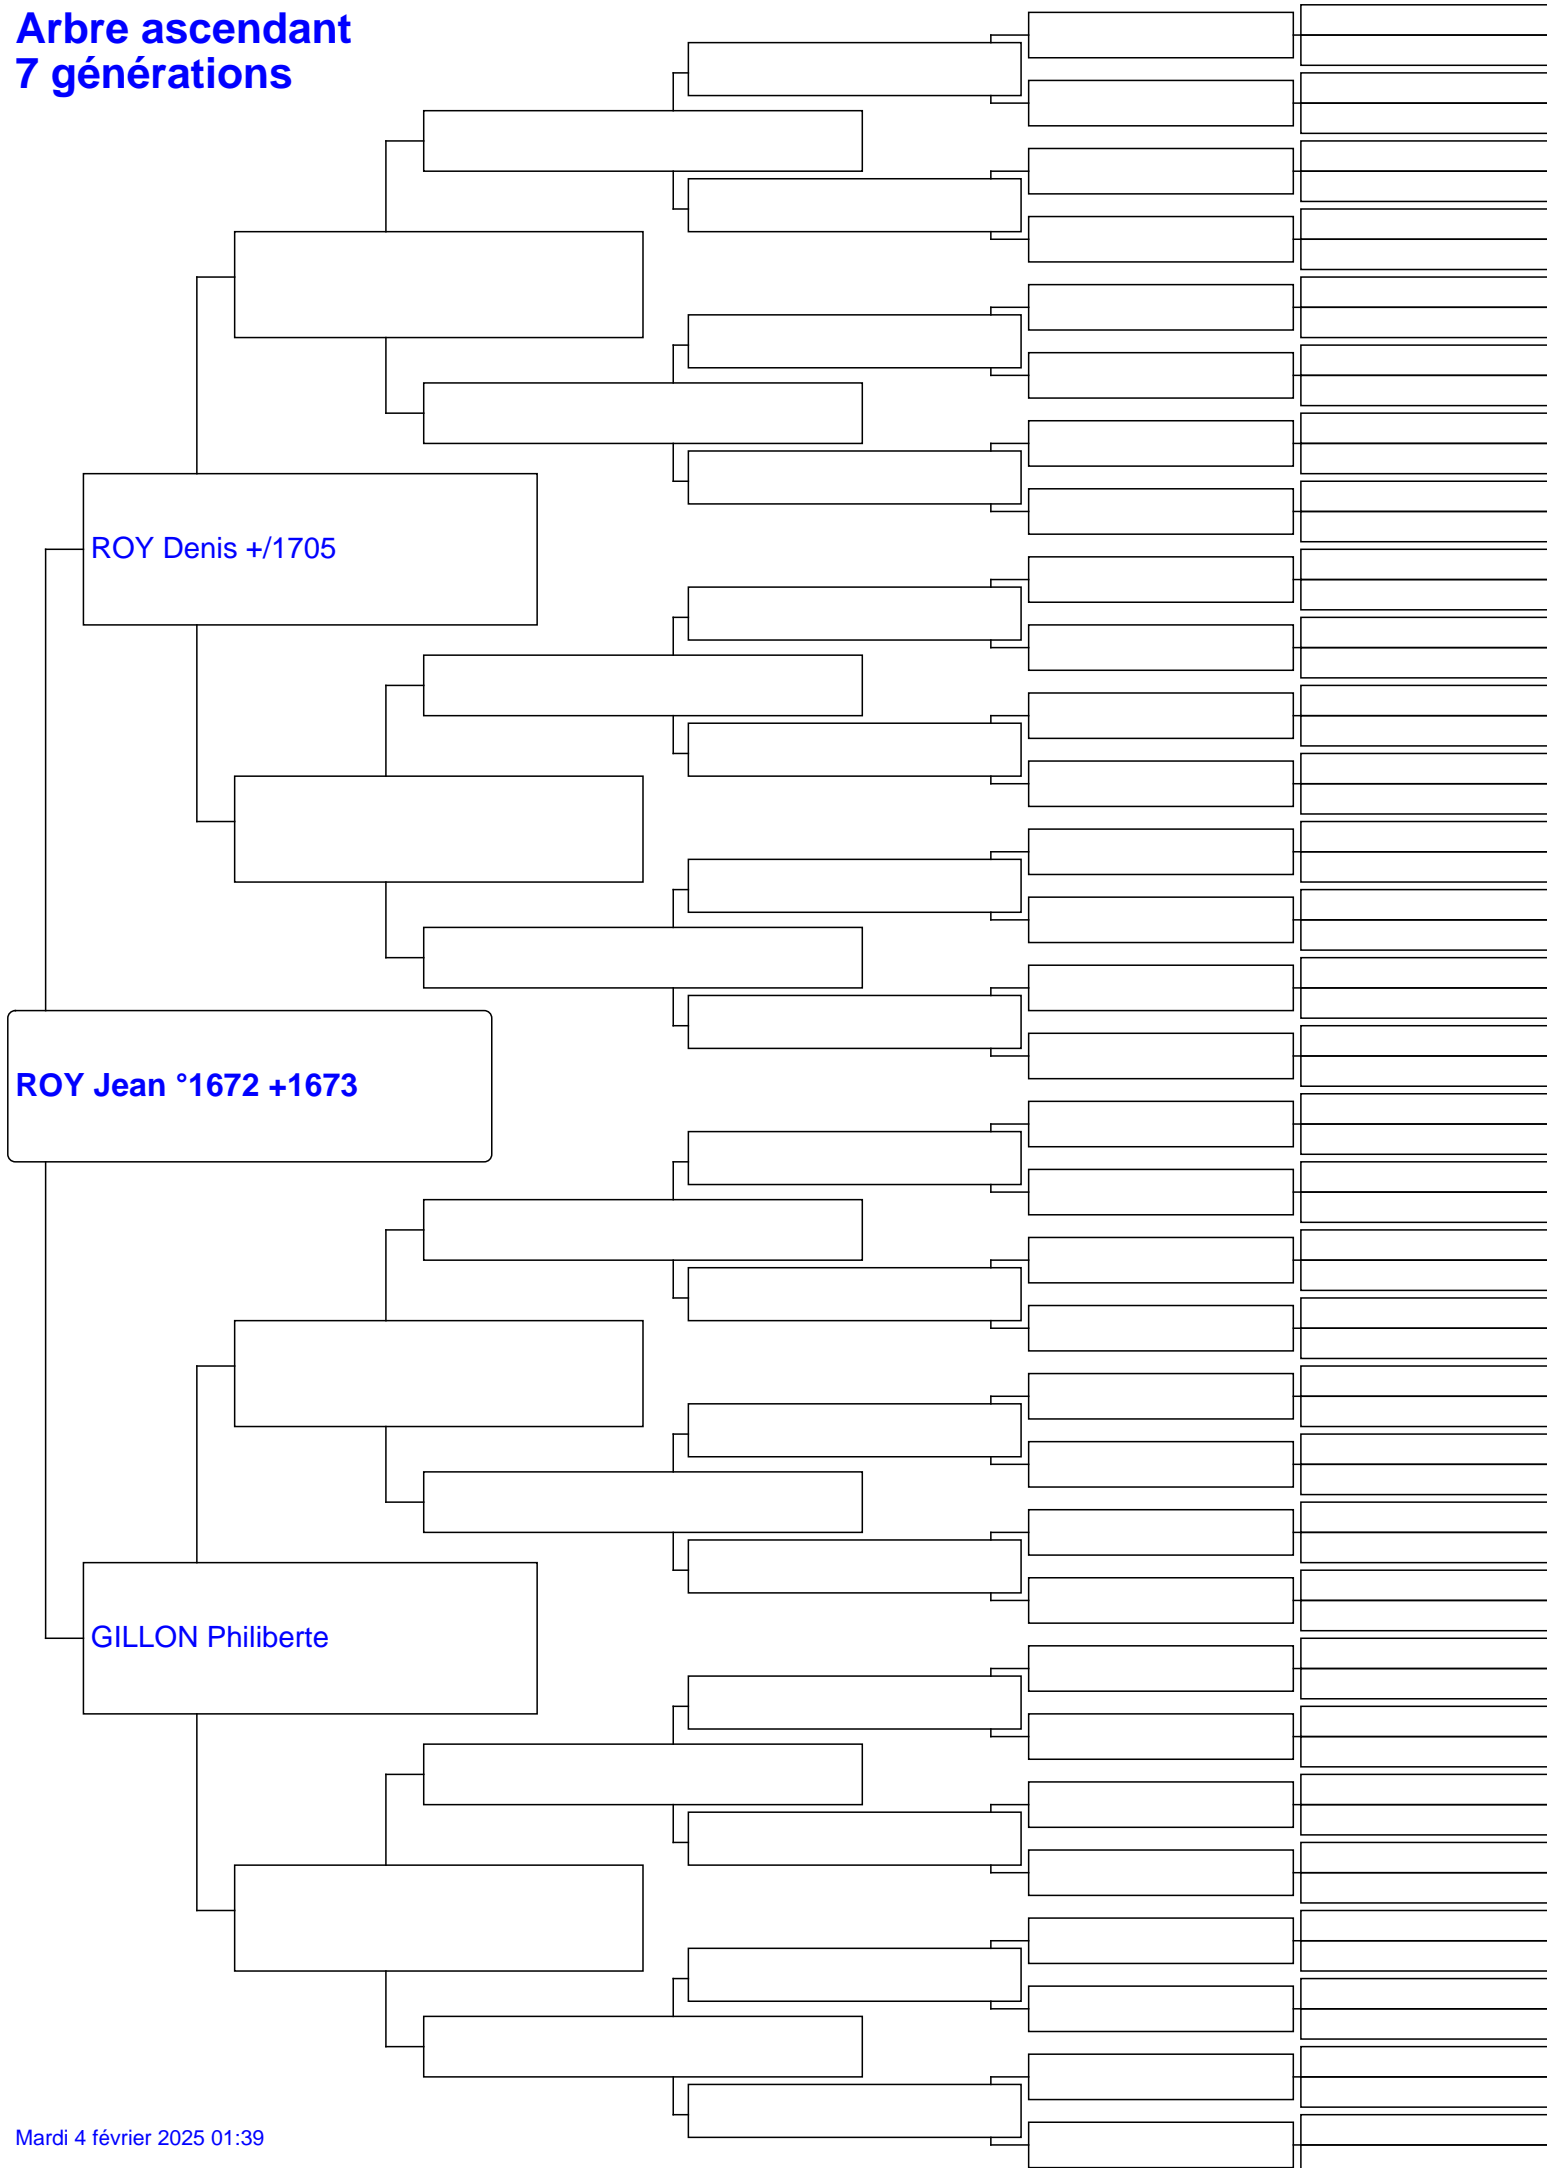 Arbre ascendant
7 générations
ROY Denis +/1705
ROY Jean °1672 +1673
GILLON Philiberte
Mardi 4 février 2025 01:39